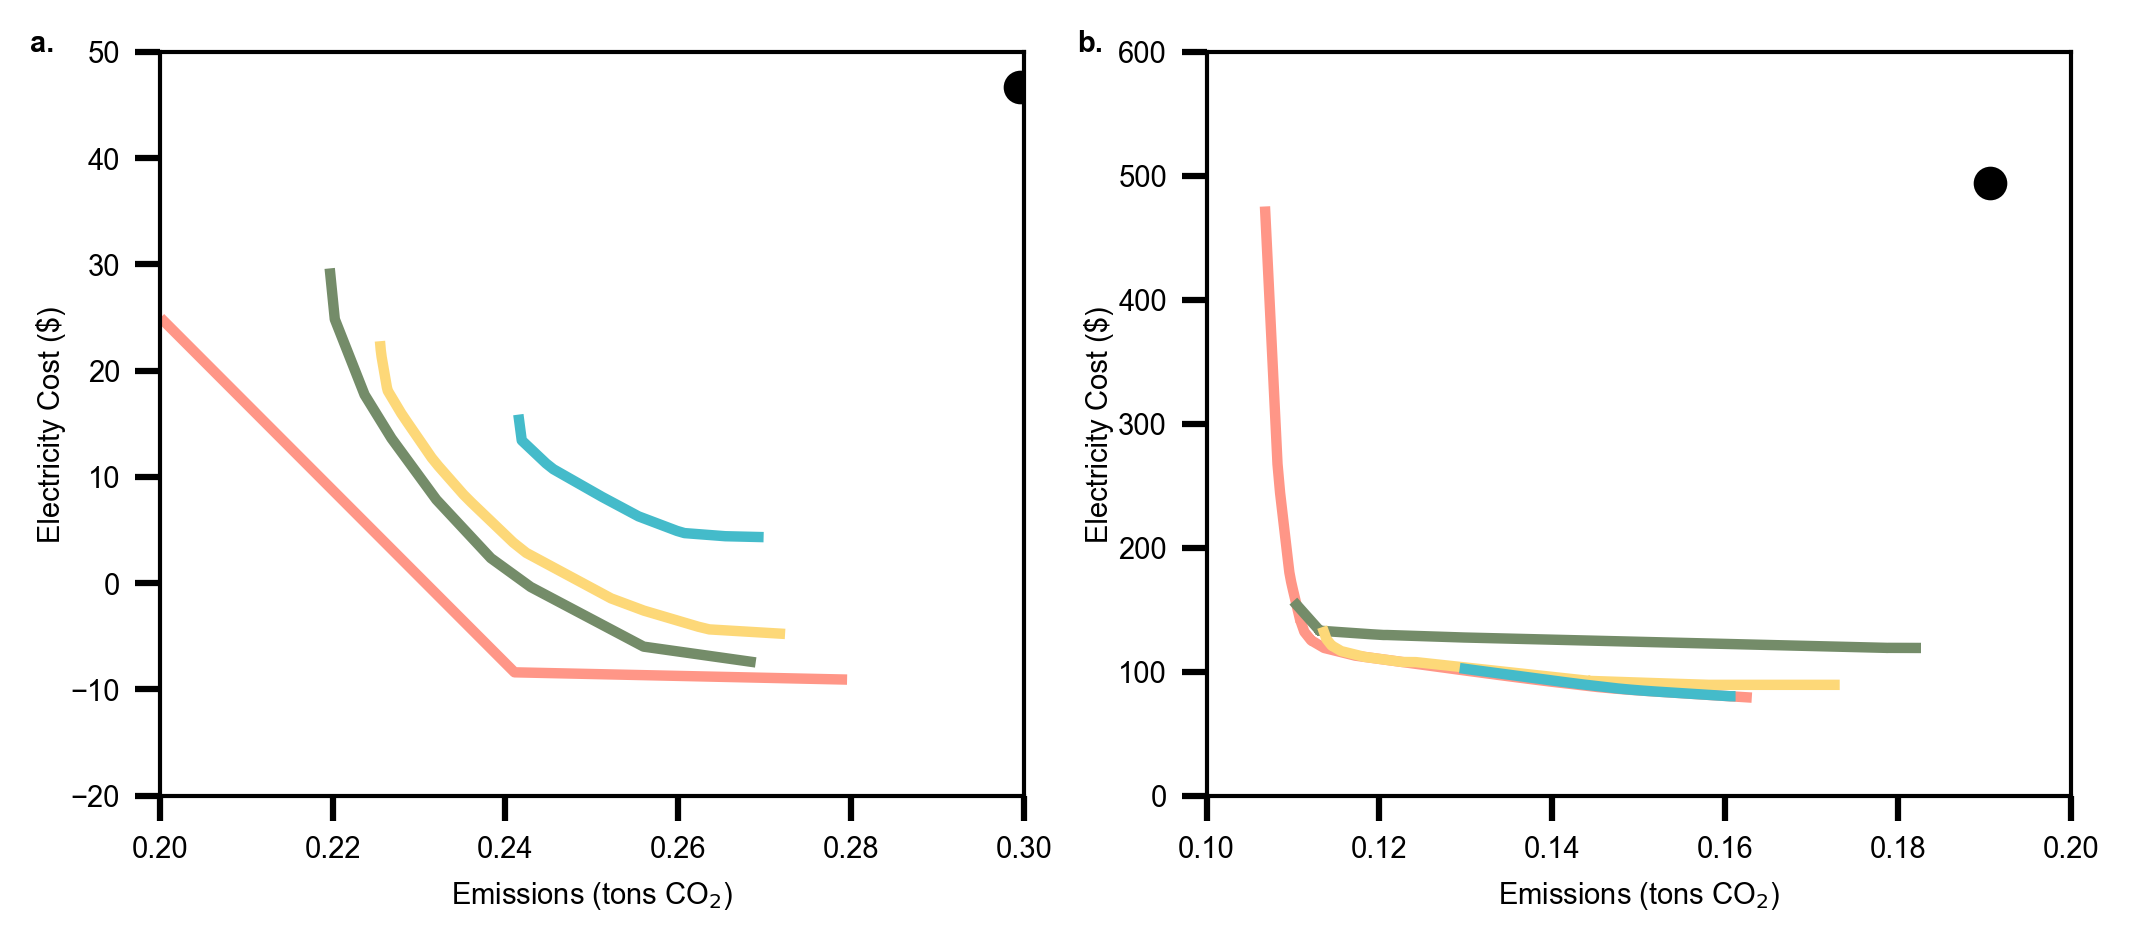 a.
50
40
30
20
10
0
−10
−20
Electricity Cost ($)
0.20 0.22 0.24 0.26 0.28 0.30
Emissions (tons CO₂)
b.
600
500
400
300
200
100
0
Electricity Cost ($)
0.10 0.12 0.14 0.16 0.18 0.20
Emissions (tons CO₂)